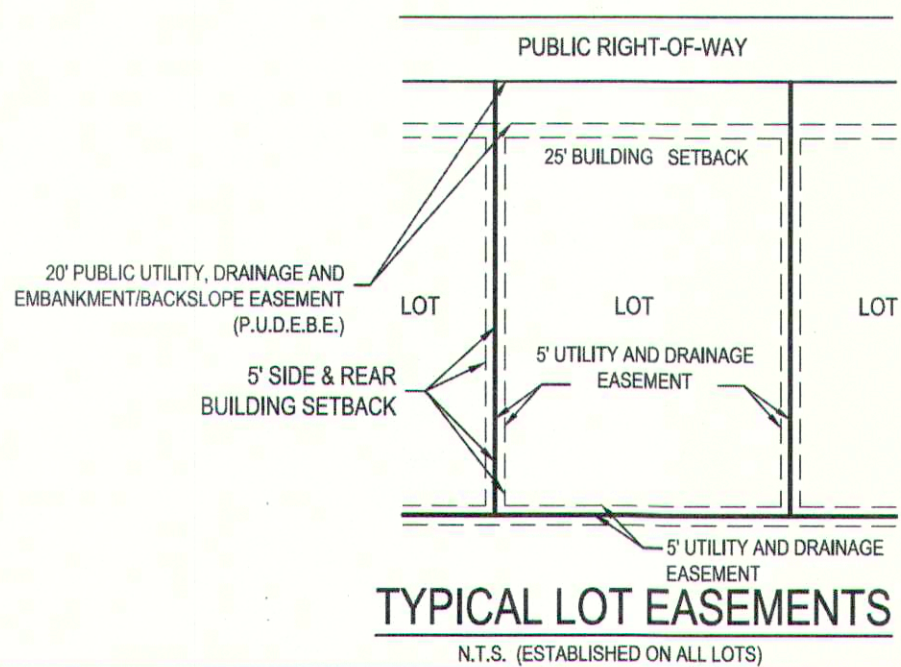 PUBLIC RIGHT-OF-WAY
25' BUILDING SETBACK
20' PUBLIC UTILITY, DRAINAGE AND
EMBANKMENT/BACKSLOPE EASEMENT
(P.U.D.E.B.E.)
LOT
LOT
LOT
5' SIDE & REAR
BUILDING SETBACK
5' UTILITY AND DRAINAGE
EASEMENT
5' UTILITY AND DRAINAGE
EASEMENT
TYPICAL LOT EASEMENTS
N.T.S. (ESTABLISHED ON ALL LOTS)